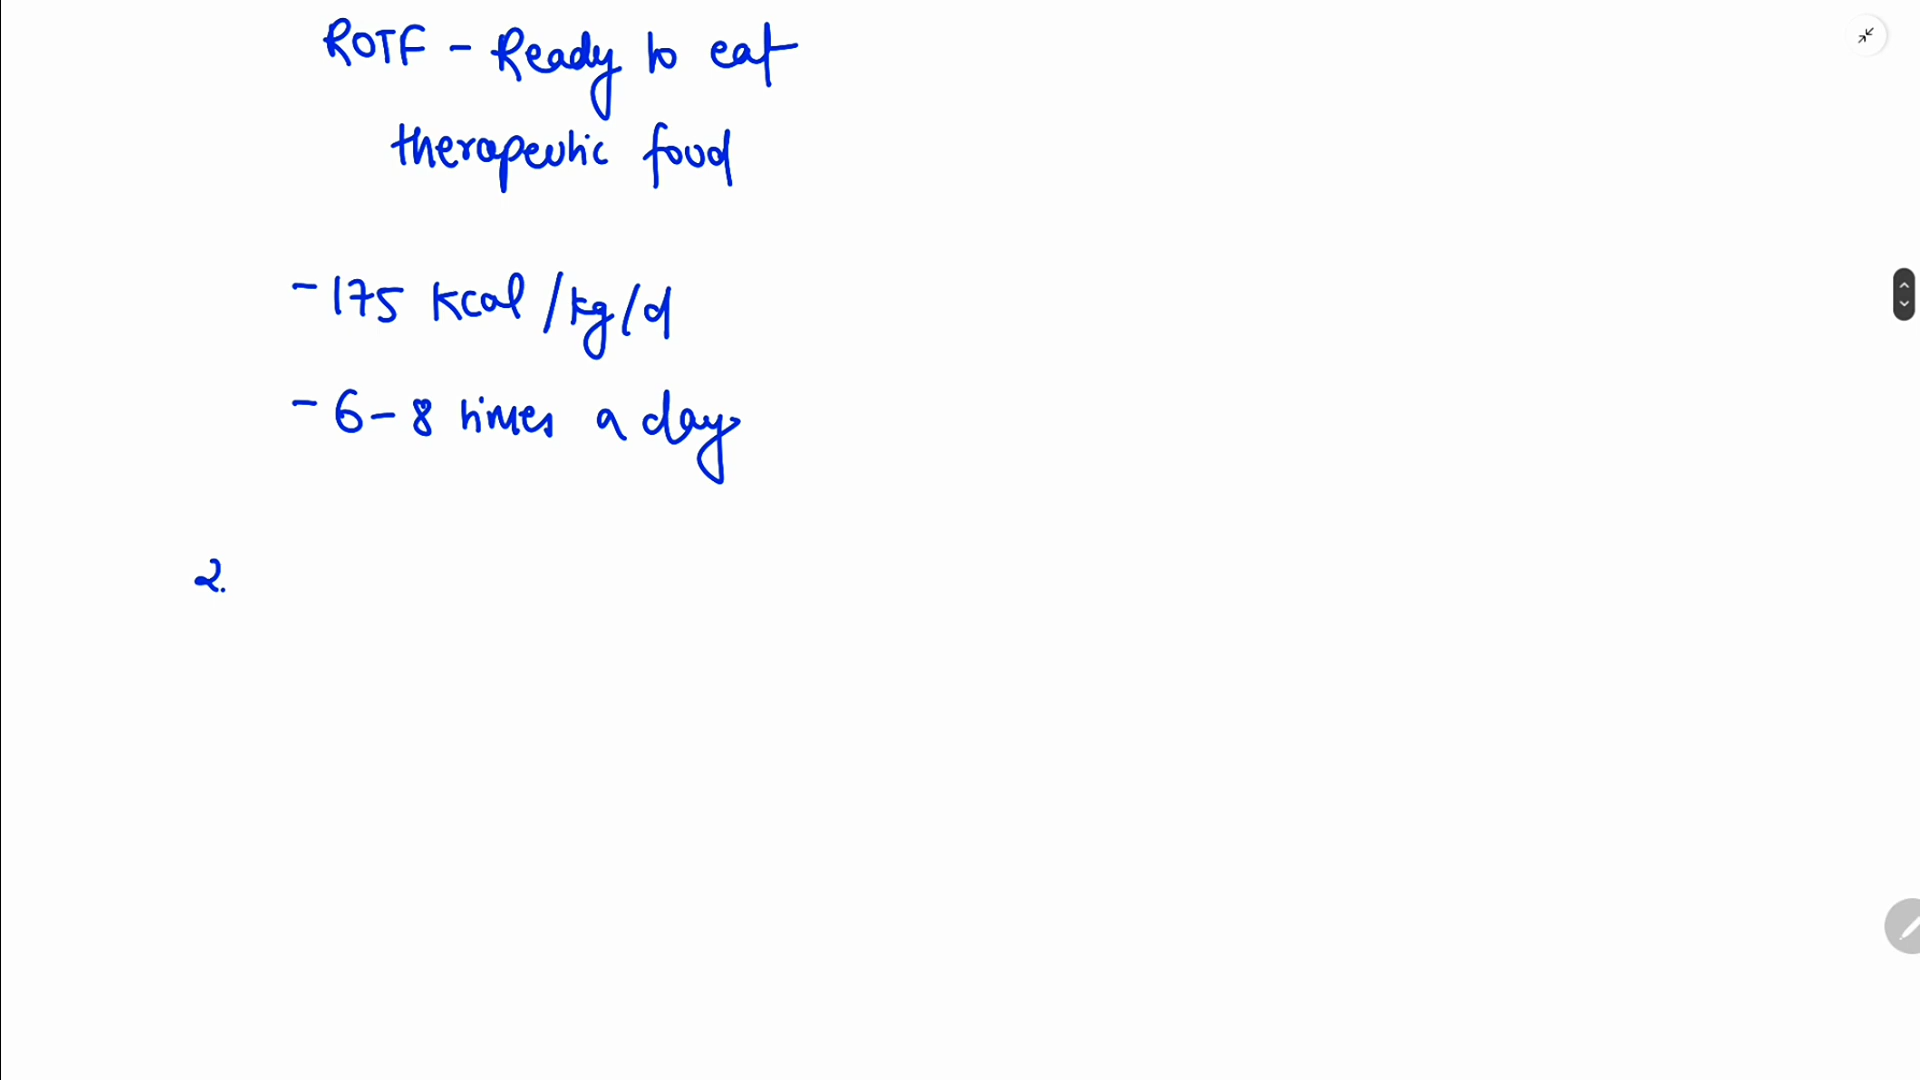 ROTF - Ready to eat
therapeutic food
- 175 Kcal/kg/d
- 6-8 times a day
2.